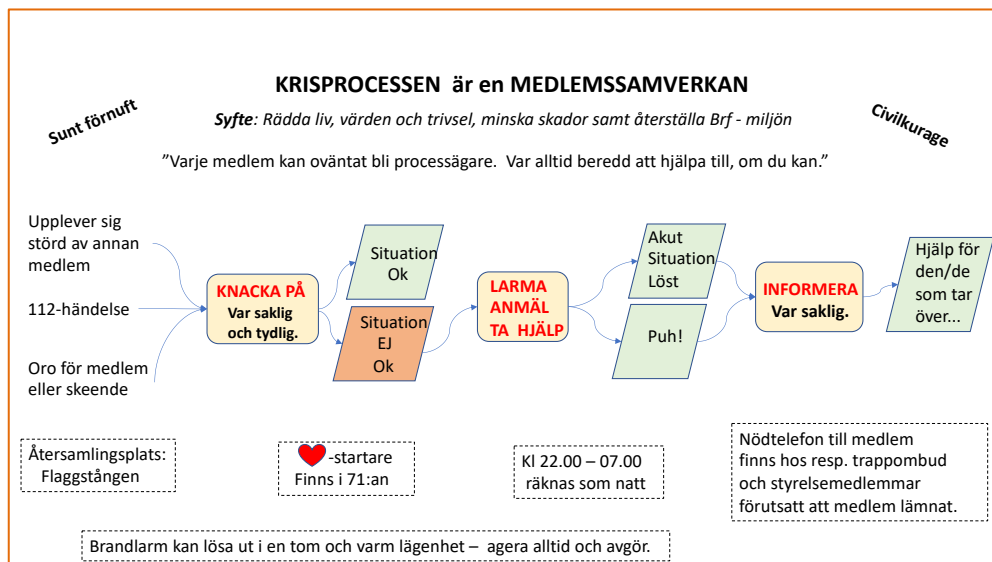 KRISPROCESSEN är en MEDLEMSSAMVERKAN
Sunt förnuft
Civilkurage
Syfte: Rädda liv, värden och trivsel, minska skador samt återställa Brf - miljön
”Varje medlem kan oväntat bli processägare. Var alltid beredd att hjälpa till, om du kan.”
Upplever sig
störd av annan
medlem
112-händelse
Oro för medlem
eller skeende
KNACKA PÅ
Var saklig
och tydlig.
Situation
Ok
Situation
EJ
Ok
LARMA
ANMÄL
TA HJÄLP
Akut
Situation
Löst
Puh!
INFORMERA
Var saklig.
Hjälp för
den/de
som tar
över...
Återsamlingsplats:
Flaggstången
-startare
Finns i 71:an
Kl 22.00 – 07.00
räknas som natt
Nödtelefon till medlem
finns hos resp. trappombud
och styrelsemedlemmar
förutsatt att medlem lämnat.
Brandlarm kan lösa ut i en tom och varm lägenhet – agera alltid och avgör.